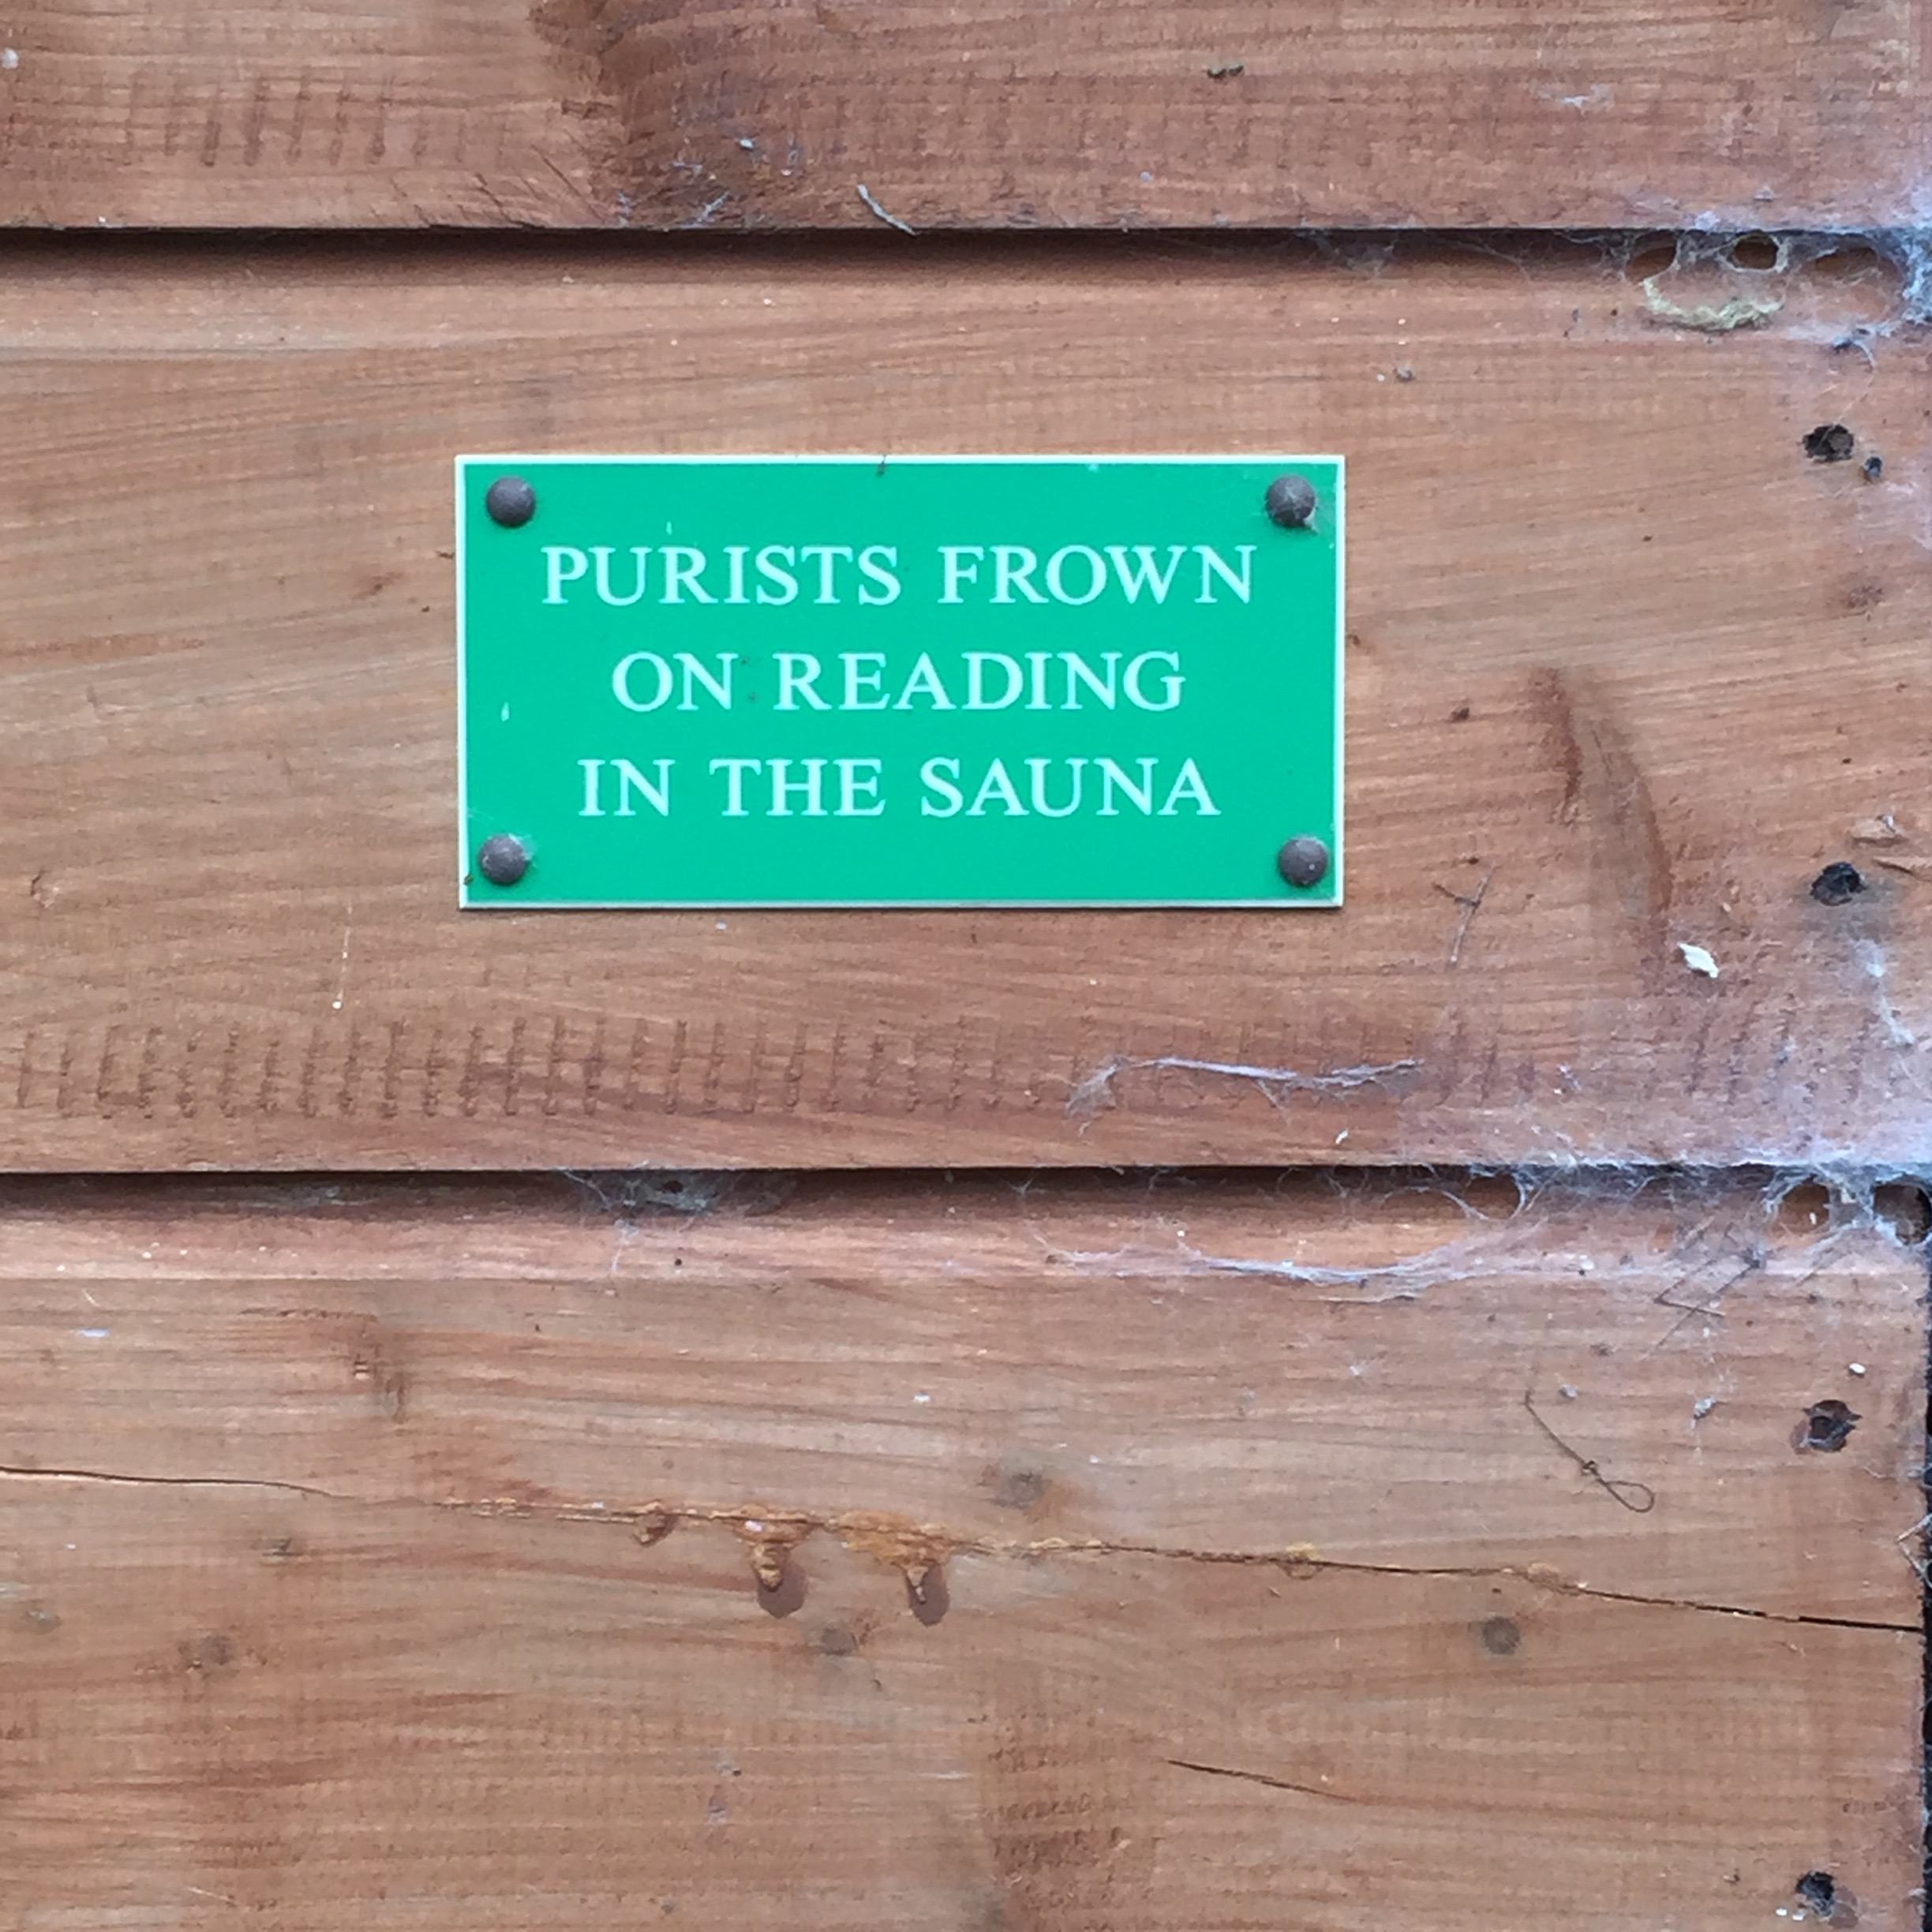 PURISTS FROWN
ON READING
IN THE SAUNA